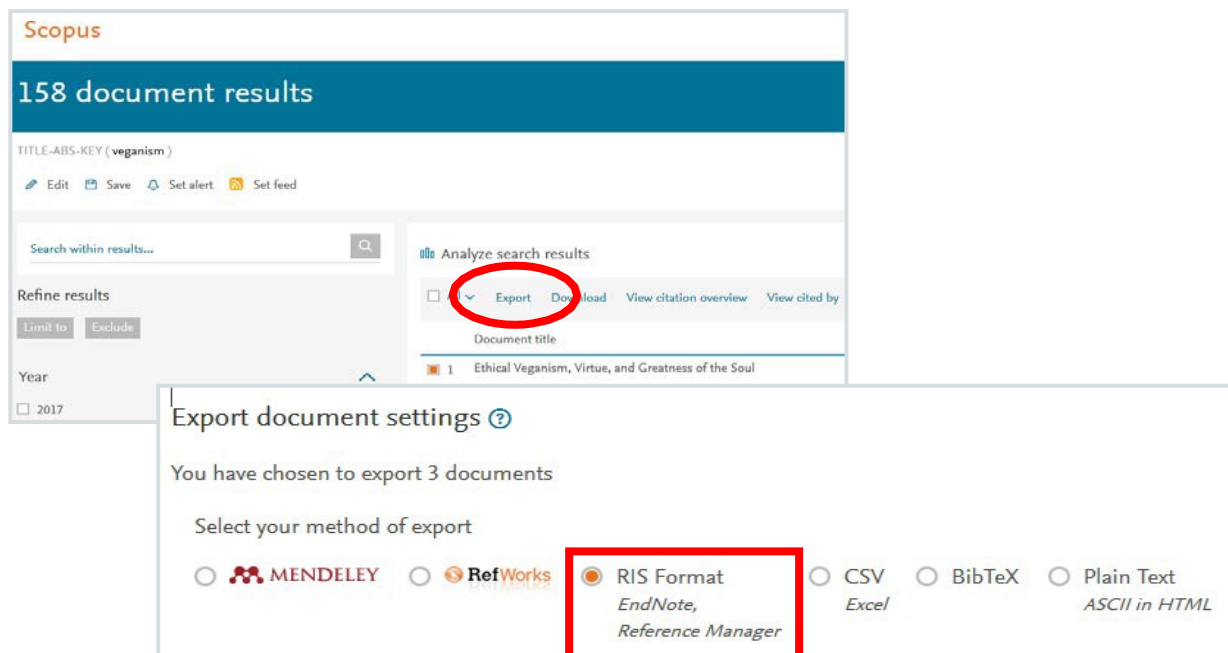 Scopus
158 document results
TITLE-ABS-KEY ( veganism )
Edit Save Set alert Set feed
Search within results...
Analyze search results
Refine results
All Export Download View citation overview View cited by
Limit to Exclude
Document title
Year
1 Ethical Veganism, Virtue, and Greatness of the Soul
2017
Export document settings ?
You have chosen to export 3 documents
Select your method of export
MENDELEY RefWorks RIS Format CSV BibTeX Plain Text
EndNote, Excel ASCII in HTML
Reference Manager